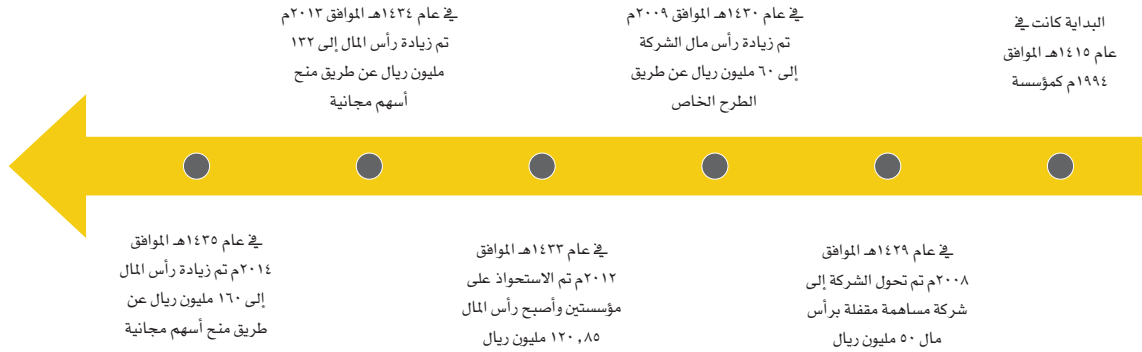 البداية كانت في
عام ١٤١٥هـ الموافق
١٩٩٤م كمؤسسة
في عام ١٤٢٩هـ الموافق
٢٠٠٨م تم تحول الشركة إلى
شركة مساهمة مقفلة برأس
مال ٥٠ مليون ريال
في عام ١٤٣٠هـ الموافق ٢٠٠٩م
تم زيادة رأس مال الشركة
إلى ٦٠ مليون ريال عن طريق
الطرح الخاص
في عام ١٤٣٣هـ الموافق
٢٠١٢م تم الاستحواذ على
مؤسستين وأصبح رأس المال
١٢٠,٨٥ مليون ريال
في عام ١٤٣٤هـ الموافق ٢٠١٣م
تم زيادة رأس المال إلى ١٣٢
مليون ريال عن طريق منح
أسهم مجانية
في عام ١٤٣٥هـ الموافق
٢٠١٤م تم زيادة رأس المال
إلى ١٦٠ مليون ريال عن
طريق منح أسهم مجانية